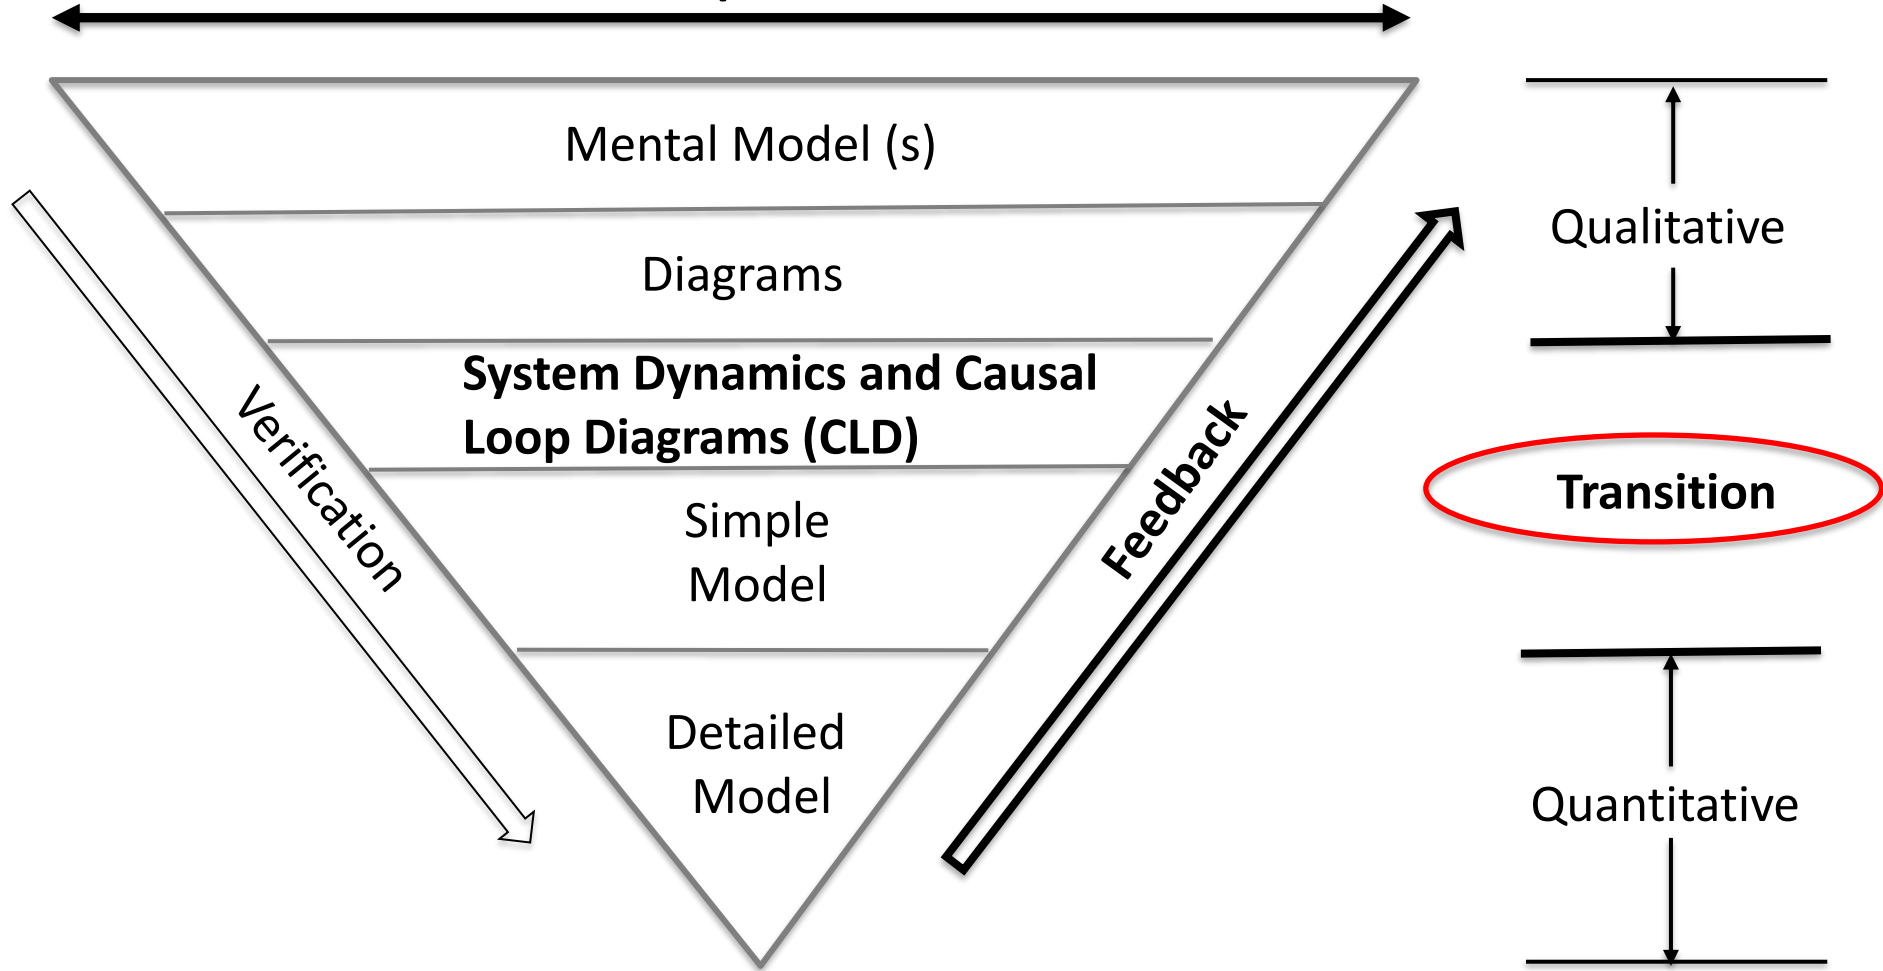 Mental Model (s)
Diagrams
System Dynamics and Causal
Loop Diagrams (CLD)
Simple
Model
Detailed
Model
Verification
Feedback
Qualitative
Transition
Quantitative